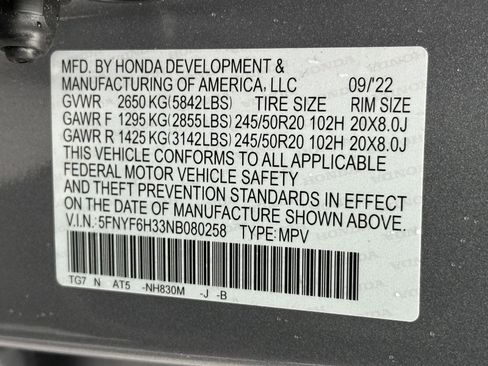 MFD. BY HONDA DEVELOPMENT &
MANUFACTURING OF AMERICA, LLC 09/'22
GVWR 2650 KG(5842LBS) TIRE SIZE RIM SIZE
GAWR F 1295 KG(2855LBS) 245/50R20 102H 20X8.0J
GAWR R 1425 KG(3142LBS) 245/50R20 102H 20X8.0J
THIS VEHICLE CONFORMS TO ALL APPLICABLE
FEDERAL MOTOR VEHICLE SAFETY
AND THEFT PREVENTION STANDARDS IN EFFECT
ON THE DATE OF MANUFACTURE SHOWN ABOVE.
V.I.N.:5FNYF6H33NB080258 TYPE:MPV
TG7 N AT5 -NH830M -J -B